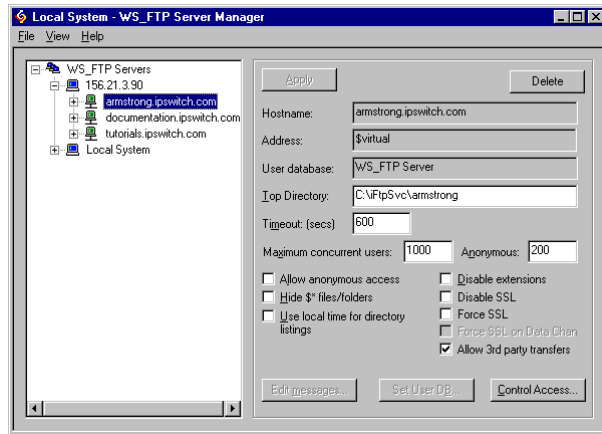 Local System - WS_FTP Server Manager
File View Help
WS_FTP Servers
156.21.3.90
armstrong.ipswitch.com
documentation.ipswitch.com
tutorials.ipswitch.com
Local System
Apply
Delete
Hostname: armstrong.ipswitch.com
Address: $virtual
User database: WS_FTP Server
Top Directory: C:\iFtpSvc\armstrong
Timeout: (secs) 600
Maximum concurrent users: 1000 Anonymous: 200
Allow anonymous access
Hide $* files/folders
Use local time for directory
listings
Disable extensions
Disable SSL
Force SSL
Force SSL on Data Chan
Allow 3rd party transfers
Edit messages...
Set User DB...
Control Access...